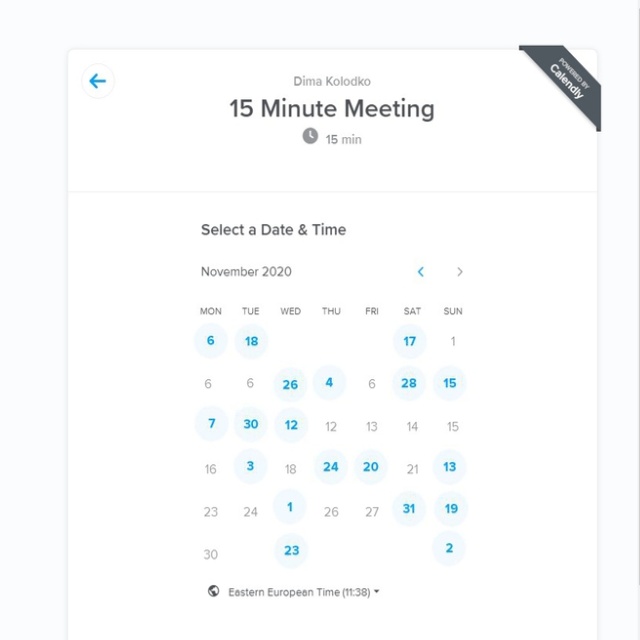 POWERED BY
Calendly
Dima Kolodko
15 Minute Meeting
15 min
Select a Date & Time
November 2020
MON TUE WED THU FRI SAT SUN
6 18 17 1
6 6 26 4 6 28 15
7 30 12 12 13 14 15
16 3 18 24 20 21 13
23 24 1 26 27 31 19
30 23 2
Eastern European Time (11:38)